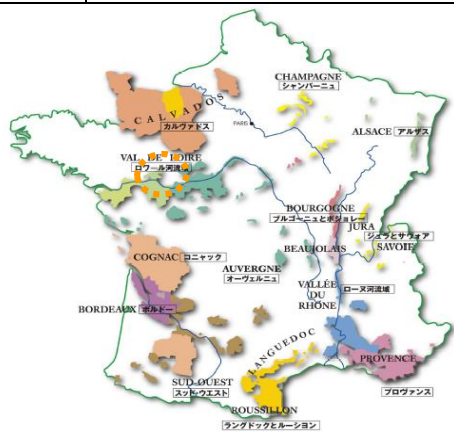 CHAMPAGNE
シャンパーニュ
CALVADOS
カルヴァドス
PARIS
ALSACE アルザス
VAL DE LOIRE
ロワール河流域
BOURGOGNE
ブルゴーニュとボジョレー
JURA
ジュラとサヴォア
SAVOIE
BEAUJOLAIS
COGNAC コニャック
AUVERGNE
オーヴェルニュ
VALLÉE
DU
RHÔNE
ローヌ河流域
BORDEAUX ボルドー
LANGUEDOC
PROVENCE
プロヴァンス
SUD-OUEST
スッド・ウエスト
ROUSSILLON
ラングドックとルーション